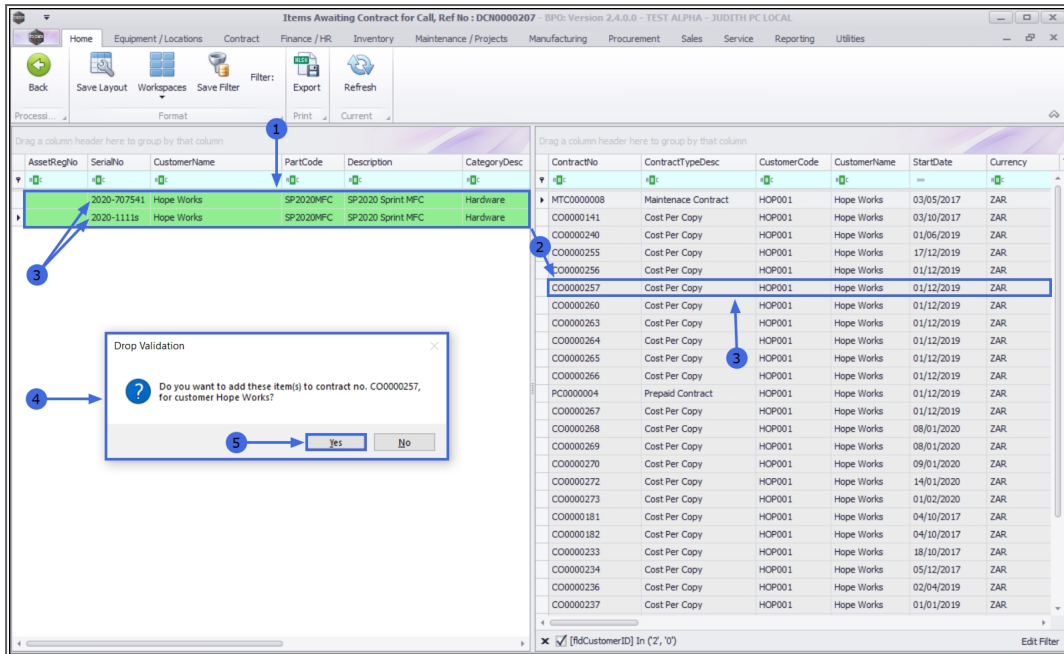 Items Awaiting Contract for Call, Ref No : DCN0000207 - BPO: Version 2.4.0.0 - TEST ALPHA - JUDITH PC LOCAL
Home Equipment / Locations Contract Finance / HR Inventory Maintenance / Projects Manufacturing Procurement Sales Service Reporting Utilities
Back Save Layout Workspaces Save Filter Filter: Export Refresh
Processi... Format Print Current
1
Drag a column header here to group by that column
AssetRegNo SerialNo CustomerName PartCode Description CategoryDesc
2020-707541 Hope Works SP2020MFC SP2020 Sprint MFC Hardware
2020-1111s Hope Works SP2020MFC SP2020 Sprint MFC Hardware
3
2
Drop Validation
Do you want to add these item(s) to contract no. CO0000257,
for customer Hope Works?
4
5
Yes No
Drag a column header here to group by that column
ContractNo ContractTypeDesc CustomerCode CustomerName StartDate Currency
MTC0000008 Maintenace Contract HOP001 Hope Works 03/05/2017 ZAR
CO0000141 Cost Per Copy HOP001 Hope Works 03/10/2017 ZAR
CO0000240 Cost Per Copy HOP001 Hope Works 01/06/2019 ZAR
CO0000255 Cost Per Copy HOP001 Hope Works 17/12/2019 ZAR
CO0000256 Cost Per Copy HOP001 Hope Works 01/12/2019 ZAR
CO0000257 Cost Per Copy HOP001 Hope Works 01/12/2019 ZAR
CO0000260 Cost Per Copy HOP001 Hope Works 01/12/2019 ZAR
CO0000263 Cost Per Copy HOP001 Hope Works 01/12/2019 ZAR
CO0000264 Cost Per Copy HOP001 Hope Works 01/12/2019 ZAR
3
CO0000265 Cost Per Copy HOP001 Hope Works 01/12/2019 ZAR
CO0000266 Cost Per Copy HOP001 Hope Works 01/12/2019 ZAR
PC0000004 Prepaid Contract HOP001 Hope Works 01/12/2019 ZAR
CO0000267 Cost Per Copy HOP001 Hope Works 01/12/2019 ZAR
CO0000268 Cost Per Copy HOP001 Hope Works 08/01/2020 ZAR
CO0000269 Cost Per Copy HOP001 Hope Works 08/01/2020 ZAR
CO0000270 Cost Per Copy HOP001 Hope Works 09/01/2020 ZAR
CO0000272 Cost Per Copy HOP001 Hope Works 14/01/2020 ZAR
CO0000273 Cost Per Copy HOP001 Hope Works 01/02/2020 ZAR
CO0000181 Cost Per Copy HOP001 Hope Works 04/10/2017 ZAR
CO0000182 Cost Per Copy HOP001 Hope Works 04/10/2017 ZAR
CO0000233 Cost Per Copy HOP001 Hope Works 18/10/2017 ZAR
CO0000234 Cost Per Copy HOP001 Hope Works 05/12/2017 ZAR
CO0000236 Cost Per Copy HOP001 Hope Works 02/04/2019 ZAR
CO0000237 Cost Per Copy HOP001 Hope Works 01/01/2019 ZAR
[fldCustomerID] In ('2', '0') Edit Filter